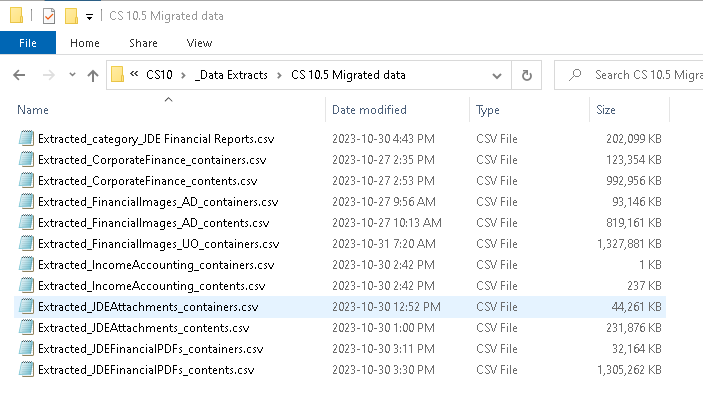 CS 10.5 Migrated data
File Home Share _View
« CS10 > _Data Extracts > CS 10.5 Migrated data Search CS 10.5 Migra
Name Date modified Type Size
Extracted_category_JDE Financial Reports.csv 2023-10-30 4:43 PM CSV File 202,099 KB
Extracted_CorporateFinance_containers.csv 2023-10-27 2:35 PM CSV File 123,354 KB
Extracted_CorporateFinance_contents.csv 2023-10-27 2:53 PM CSV File 992,956 KB
Extracted_FinancialImages_AD_containers.csv 2023-10-27 9:56 AM CSV File 93,146 KB
Extracted_FinancialImages_AD_contents.csv 2023-10-27 10:13 AM CSV File 819,161 KB
Extracted_FinancialImages_UO_containers.csv 2023-10-31 7:20 AM CSV File 1,327,881 KB
Extracted_IncomeAccounting_containers.csv 2023-10-30 2:42 PM CSV File 1 KB
Extracted_IncomeAccounting_contents.csv 2023-10-30 2:42 PM CSV File 237 KB
Extracted_JDEAttachments_containers.csv 2023-10-30 12:52 PM CSV File 44,261 KB
Extracted_JDEAttachments_contents.csv 2023-10-30 1:00 PM CSV File 231,876 KB
Extracted_JDEFinancialPDFs_containers.csv 2023-10-30 3:11 PM CSV File 32,164 KB
Extracted_JDEFinancialPDFs_contents.csv 2023-10-30 3:30 PM CSV File 1,305,262 KB